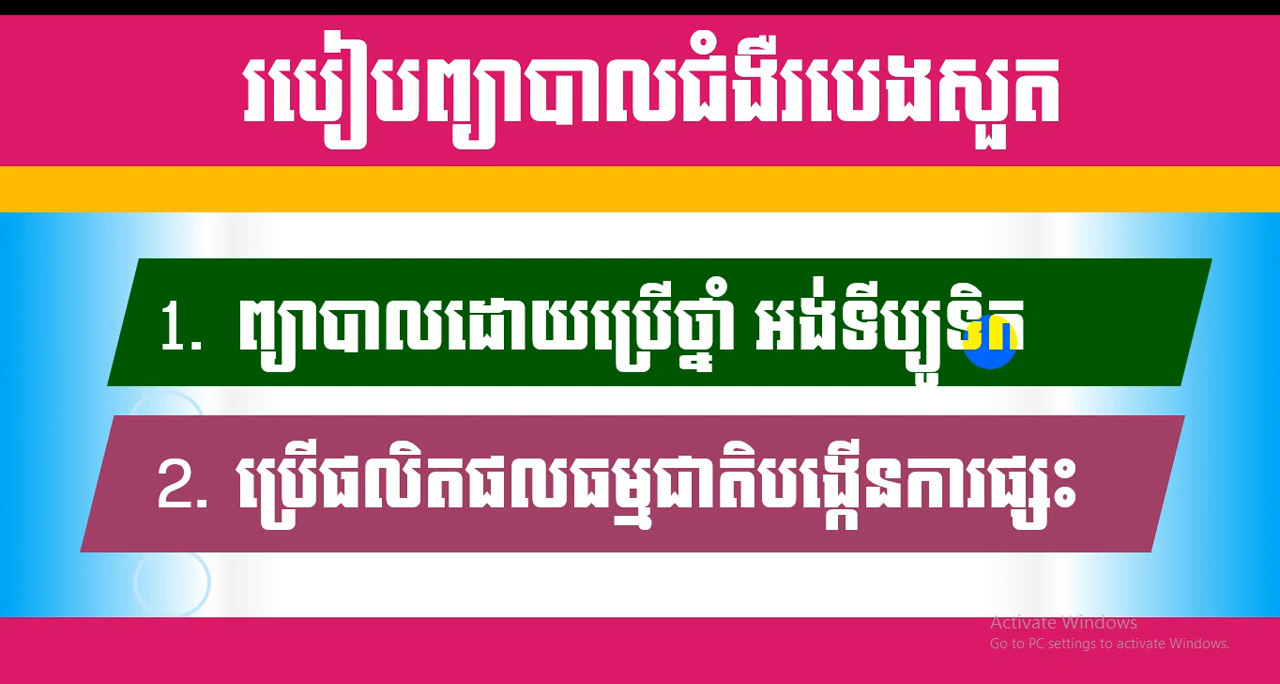 របៀបព្យាបាលជំងឺរបេងសួត
1. ព្យាបាលដោយប្រើថ្នាំ អង់ទីប្យូទិក
2. ប្រើផលិតផលធម្មជាតិបង្កើនការផ្សះ
Activate Windows
Go to PC settings to activate Windows.